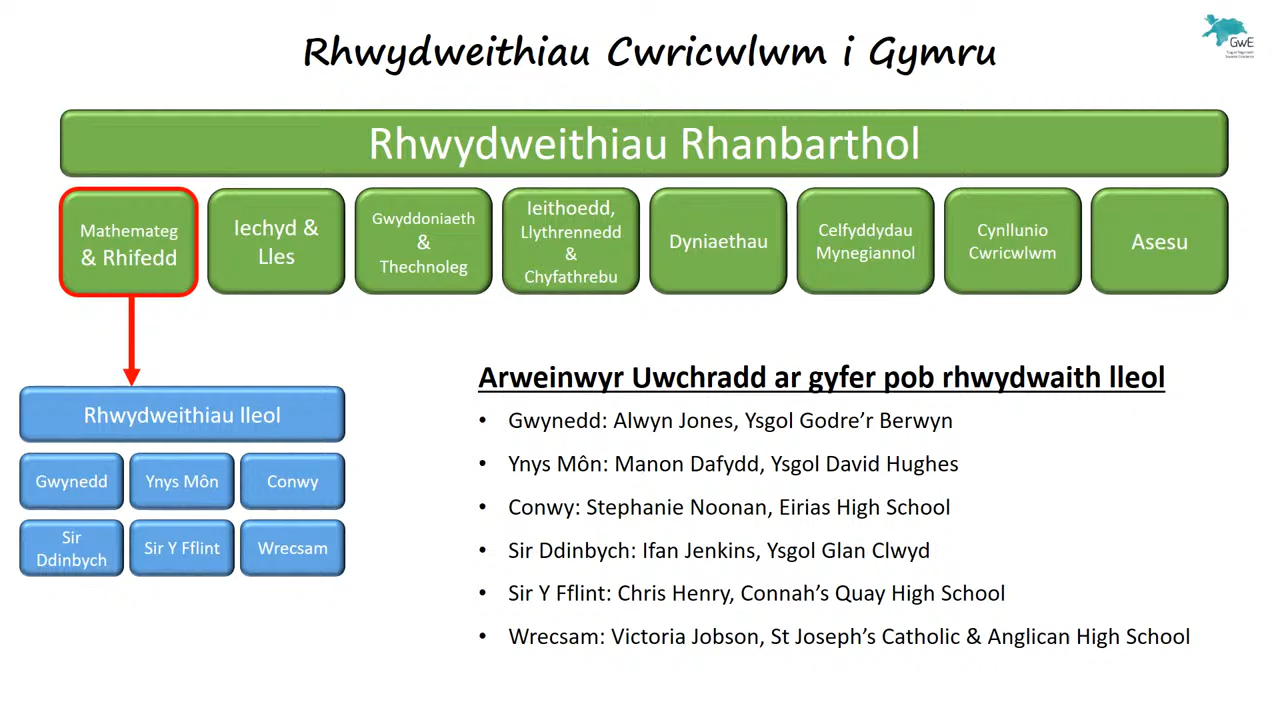 Rhwydweithiau Cwricwlwm i Gymru
GwE
Rhwydweithiau Rhanbarthol
Mathemateg
& Rhifedd
Iechyd &
Lles
Gwyddoniaeth
&
Thechnoleg
Ieithoedd,
Llythrennedd
&
Chyfathrebu
Dyniaethau
Celfyddydau
Mynegiannol
Cynllunio
Cwricwlwm
Asesu
Rhwydweithiau lleol
Gwynedd
Ynys Môn
Conwy
Sir
Ddinbych
Sir Y Fflint
Wrecsam
Arweinwyr Uwchradd ar gyfer pob rhwydwaith lleol
• Gwynedd: Alwyn Jones, Ysgol Godre’r Berwyn
• Ynys Môn: Manon Dafydd, Ysgol David Hughes
• Conwy: Stephanie Noonan, Eirias High School
• Sir Ddinbych: Ifan Jenkins, Ysgol Glan Clwyd
• Sir Y Fflint: Chris Henry, Connah’s Quay High School
• Wrecsam: Victoria Jobson, St Joseph’s Catholic & Anglican High School